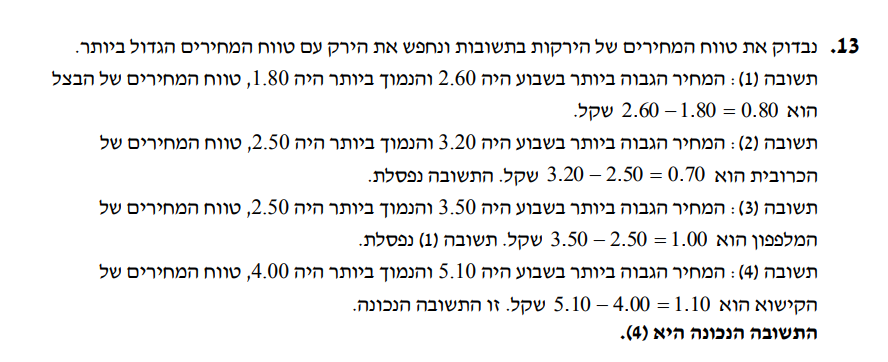 13. נבדוק את טווח המחירים של הירקות בתשובות ונחפש את הירק עם טווח המחירים הגדול ביותר.
תשובה (1): המחיר הגבוה ביותר בשבוע היה 2.60 והנמוך ביותר היה 1.80, טווח המחירים של הבצל
הוא 2.60 – 1.80 = 0.80 שקל.
תשובה (2): המחיר הגבוה ביותר בשבוע היה 3.20 והנמוך ביותר היה 2.50, טווח המחירים של
הכרובית הוא 3.20 – 2.50 = 0.70 שקל. התשובה נפסלת.
תשובה (3): המחיר הגבוה ביותר בשבוע היה 3.50 והנמוך ביותר היה 2.50, טווח המחירים של
המלפפון הוא 3.50 – 2.50 = 1.00 שקל. תשובה (1) נפסלת.
תשובה (4): המחיר הגבוה ביותר בשבוע היה 5.10 והנמוך ביותר היה 4.00, טווח המחירים של
הקישוא הוא 5.10 – 4.00 = 1.10 שקל. זו התשובה הנכונה.
התשובה הנכונה היא (4).